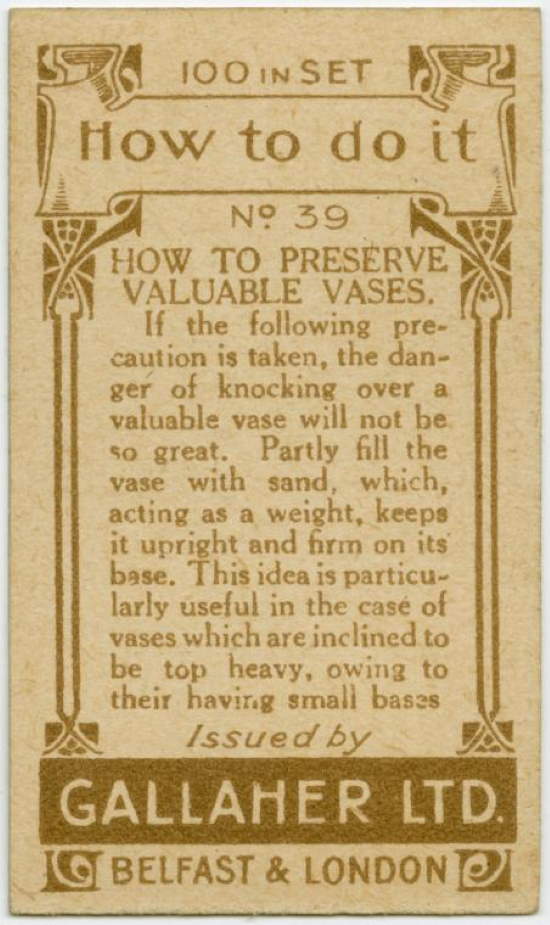 100 IN SET
How to do it
Nº 39
HOW TO PRESERVE
VALUABLE VASES.
If the following pre-
caution is taken, the dan-
ger of knocking over a
valuable vase will not be
so great. Partly fill the
vase with sand, which,
acting as a weight, keeps
it upright and firm on its
base. This idea is particu-
larly useful in the case of
vases which are inclined to
be top heavy, owing to
their having small bases
Issued by
GALLAHER LTD.
BELFAST & LONDON